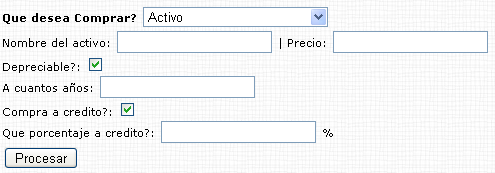 Que desea Comprar? Activo
Nombre del activo: | Precio:
Depreciable?:
A cuantos años:
Compra a credito?:
Que porcentaje a credito?: %
Procesar